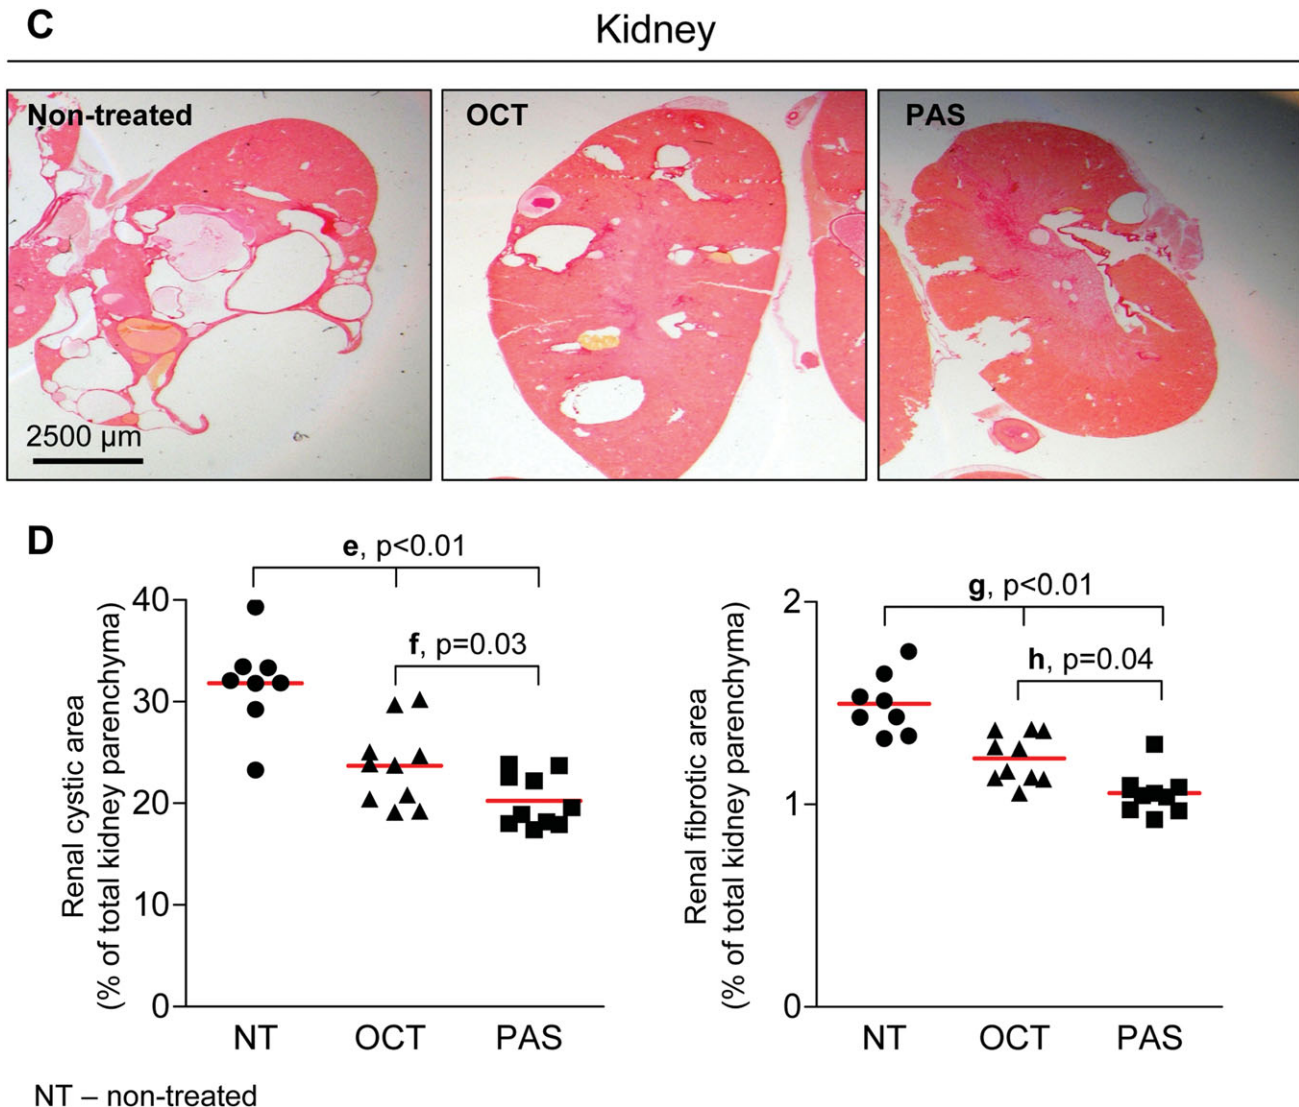 C
Kidney
Non-treated
OCT
PAS
2500 µm
D
Renal cystic area
(% of total kidney parenchyma)
40
30
20
10
0
e, p<0.01
f, p=0.03
NT
OCT
PAS
Renal fibrotic area
(% of total kidney parenchyma)
2
1
0
g, p<0.01
h, p=0.04
NT
OCT
PAS
NT – non-treated